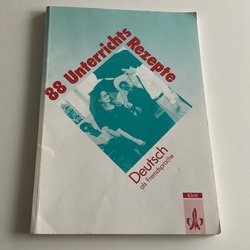 88 Unterrichts
Rezepte
Deutsch
als Fremdsprache
Klett